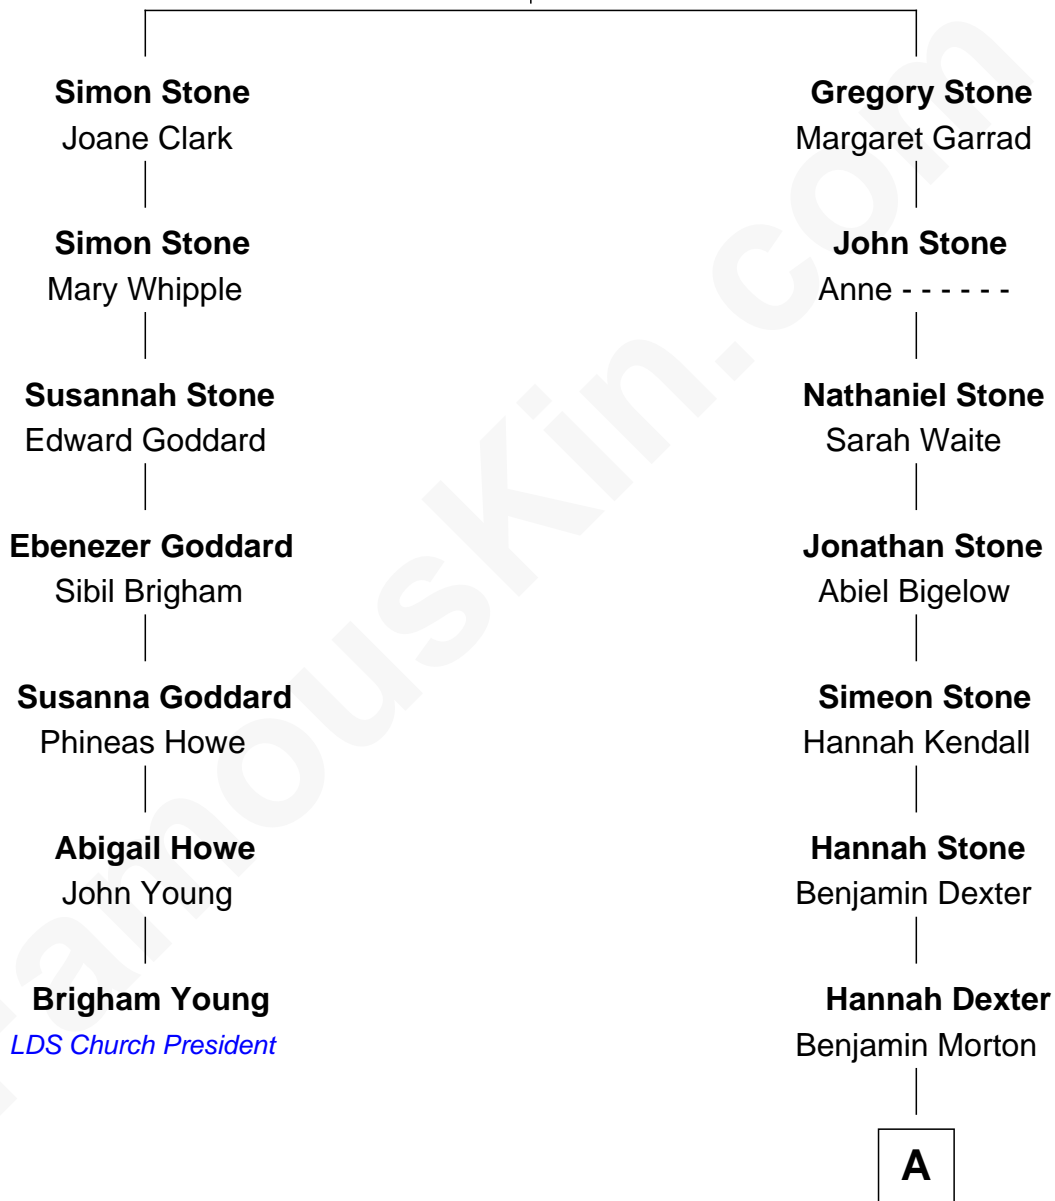 Simon Stone
Joane Clark
Gregory Stone
Margaret Garrad
Simon Stone
Mary Whipple
John Stone
Anne - - - - - -
Susannah Stone
Edward Goddard
Nathaniel Stone
Sarah Waite
Ebenezer Goddard
Sibil Brigham
Jonathan Stone
Abiel Bigelow
Susanna Goddard
Phineas Howe
Simeon Stone
Hannah Kendall
Abigail Howe
John Young
Hannah Stone
Benjamin Dexter
Brigham Young
LDS Church President
Hannah Dexter
Benjamin Morton
A
FamousKin.com